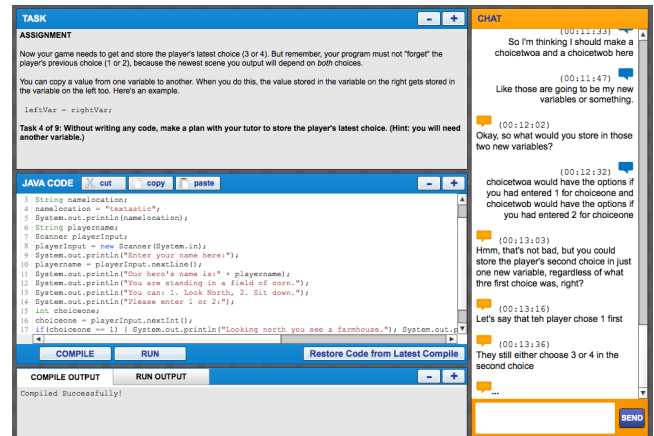 TASK
- +
ASSIGNMENT
Now your game needs to get and store the player's latest choice (3 or 4). But remember, your program must not "forget" the
player's previous choice (1 or 2), because the newest scene you output will depend on both choices.
You can copy a value from one variable to another. When you do this, the value stored in the variable on the right gets stored in
the variable on the left too. Here's an example.
leftVar = rightVar;
Task 4 of 9: Without writing any code, make a plan with your tutor to store the player's latest choice. (Hint: you will need
another variable.)
JAVA CODE cut copy paste
- +
3 String namelocation;
4 namelocation = "textastic";
5 System.out.println(namelocation);
6 String playername;
7 Scanner playerInput;
8 playerInput = new Scanner(System.in);
9 System.out.println("Enter your name here:");
10 playername = playerInput.nextLine();
11 System.out.println("Our hero's name is:" + playername);
12 System.out.println("You are standing in a field of corn.");
13 System.out.println("You can: 1. Look North, 2. Sit down.");
14 System.out.println("Please enter 1 or 2:");
15 int choiceone;
16 choiceone = playerInput.nextInt();
17 if(choiceone == 1) { System.out.println("Looking north you see a farmhouse."); System.out.p
COMPILE RUN Restore Code from Latest Compile
COMPILE OUTPUT RUN OUTPUT
- +
Compiled Successfully!
CHAT
(00:11:33)
So I'm thinking I should make a
choicetwoa and a choicetwob here
(00:11:47)
Like those are going to be my new
variables or something.
(00:12:02)
Okay, so what would you store in those
two new variables?
(00:12:32)
choicetwoa would have the options if
you had entered 1 for choiceone and
choicetwob would have the options if
you had entered 2 for choiceone
(00:13:03)
Hmm, that's not bad, but you could
store the player's second choice in just
one new variable, regardless of what
thre first choice was, right?
(00:13:16)
Let's say that teh player chose 1 first
(00:13:36)
They still either choose 3 or 4 in the
second choice
...
SEND